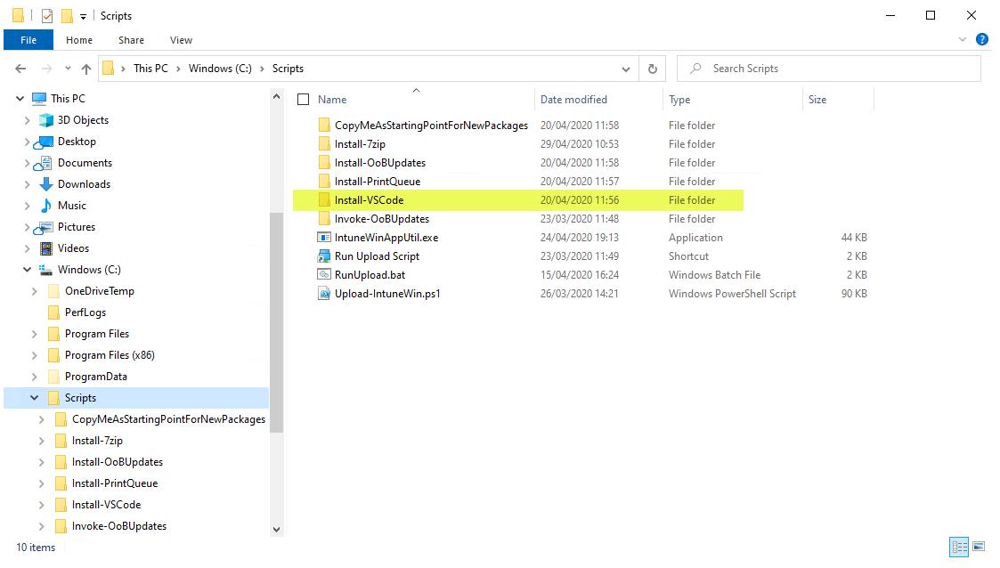 Scripts
File Home Share View
This PC Windows (C:) Scripts Search Scripts
This PC
3D Objects
Desktop
Documents
Downloads
Music
Pictures
Videos
Windows (C:)
OneDriveTemp
PerfLogs
Program Files
Program Files (x86)
ProgramData
Scripts
CopyMeAsStartingPointForNewPackages
Install-7zip
Install-OoBUpdates
Install-PrintQueue
Install-VSCode
Invoke-OoBUpdates
Name Date modified Type Size
CopyMeAsStartingPointForNewPackages 20/04/2020 11:58 File folder
Install-7zip 29/04/2020 10:53 File folder
Install-OoBUpdates 20/04/2020 11:58 File folder
Install-PrintQueue 20/04/2020 11:57 File folder
Install-VSCode 20/04/2020 11:56 File folder
Invoke-OoBUpdates 23/03/2020 11:48 File folder
IntuneWinAppUtil.exe 24/04/2020 19:13 Application 44 KB
Run Upload Script 23/03/2020 11:49 Shortcut 2 KB
RunUpload.bat 15/04/2020 16:24 Windows Batch File 2 KB
Upload-IntuneWin.ps1 26/03/2020 14:21 Windows PowerShell Script 90 KB
10 items